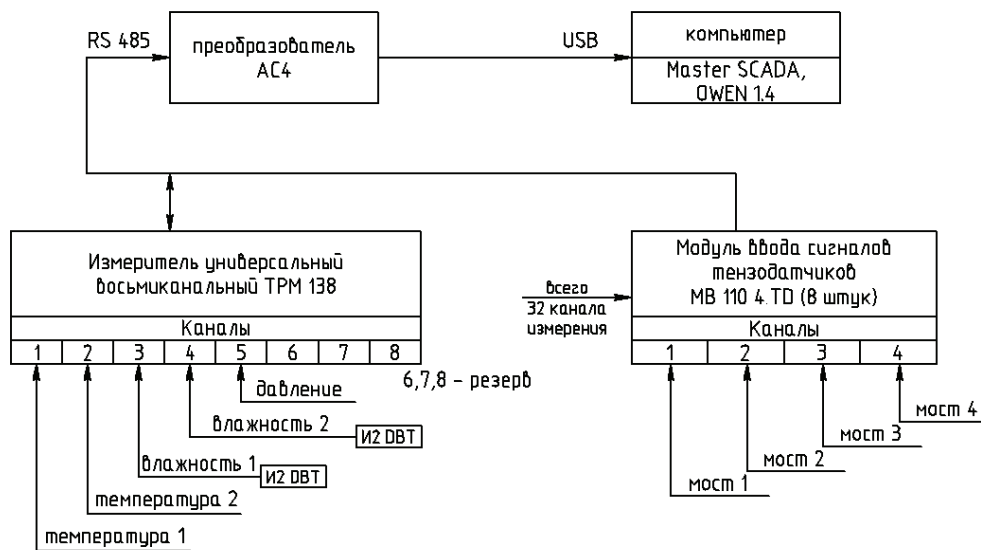 RS 485
преобразователь
АС4
USB
компьютер
Master SCADA,
OWEN 1.4
Измеритель универсальный
восьмиканальный ТРМ 138
Каналы
1 2 3 4 5 6 7 8
6,7,8 - резерв
давление
влажность 2
И2 DBT
влажность 1
И2 DBT
температура 2
температура 1
всего
32 канала
измерения
Модуль ввода сигналов
тензодатчиков
МВ 110 4.TD (8 штук)
Каналы
1 2 3 4
мост 4
мост 3
мост 2
мост 1